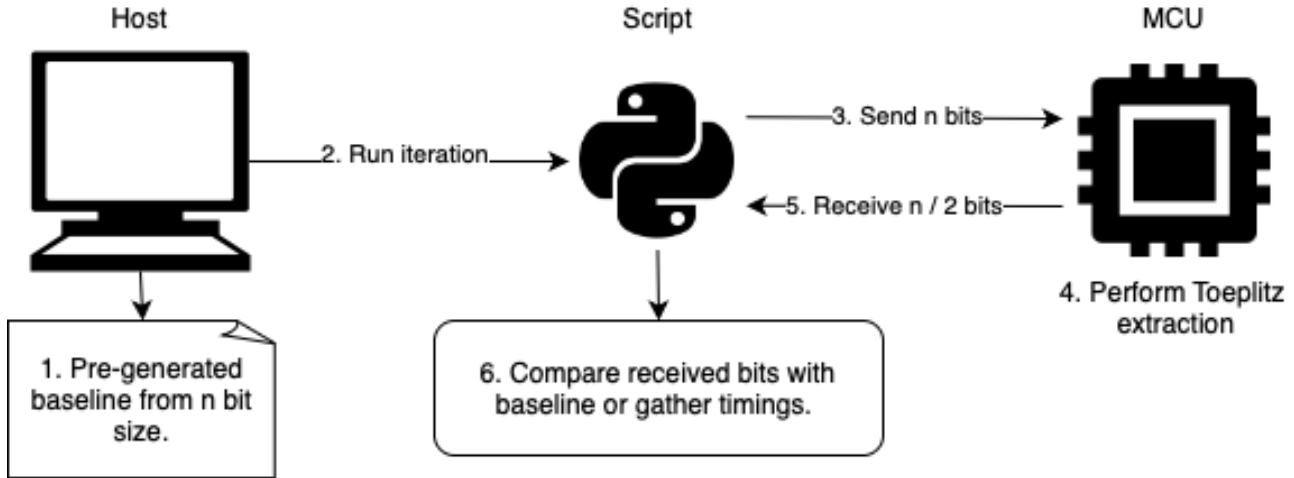 Host
Script
MCU
2. Run iteration
3. Send n bits
5. Receive n / 2 bits
4. Perform Toeplitz
extraction
1. Pre-generated
baseline from n bit
size.
6. Compare received bits with
baseline or gather timings.